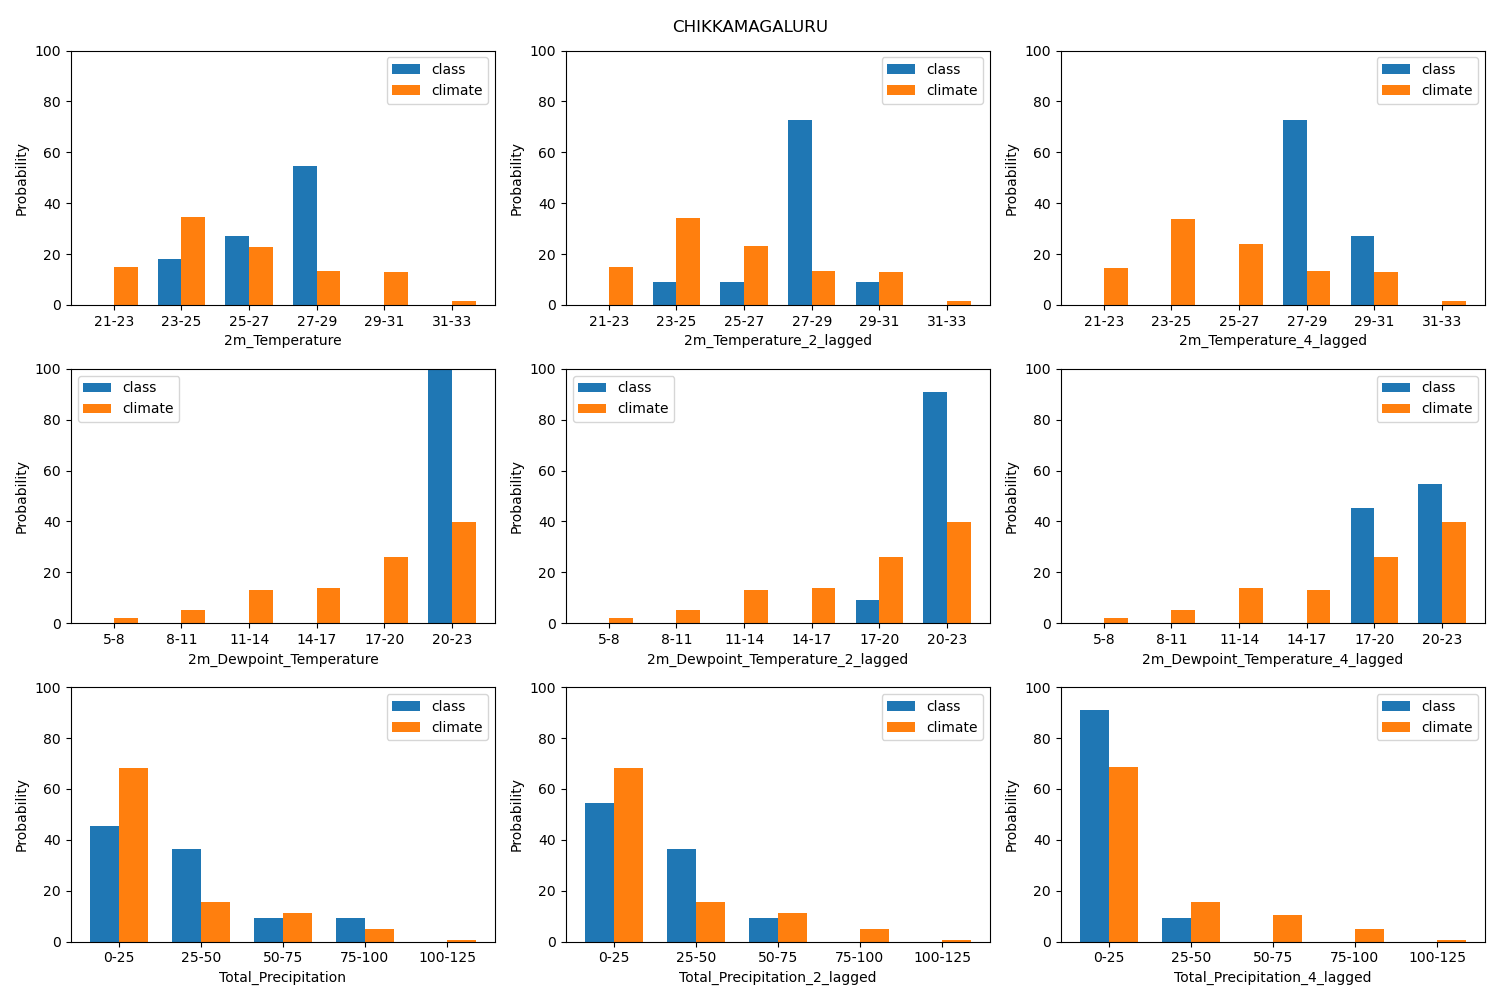 CHIKKAMAGALURU
100
80
60
40
20
0
Probability
class
climate
21-23 23-25 25-27 27-29 29-31 31-33
2m_Temperature
100
80
60
40
20
0
Probability
class
climate
21-23 23-25 25-27 27-29 29-31 31-33
2m_Temperature_2_lagged
100
80
60
40
20
0
Probability
class
climate
21-23 23-25 25-27 27-29 29-31 31-33
2m_Temperature_4_lagged
100
80
60
40
20
0
Probability
class
climate
5-8 8-11 11-14 14-17 17-20 20-23
2m_Dewpoint_Temperature
100
80
60
40
20
0
Probability
class
climate
5-8 8-11 11-14 14-17 17-20 20-23
2m_Dewpoint_Temperature_2_lagged
100
80
60
40
20
0
Probability
class
climate
5-8 8-11 11-14 14-17 17-20 20-23
2m_Dewpoint_Temperature_4_lagged
100
80
60
40
20
0
Probability
class
climate
0-25 25-50 50-75 75-100 100-125
Total_Precipitation
100
80
60
40
20
0
Probability
class
climate
0-25 25-50 50-75 75-100 100-125
Total_Precipitation_2_lagged
100
80
60
40
20
0
Probability
class
climate
0-25 25-50 50-75 75-100 100-125
Total_Precipitation_4_lagged